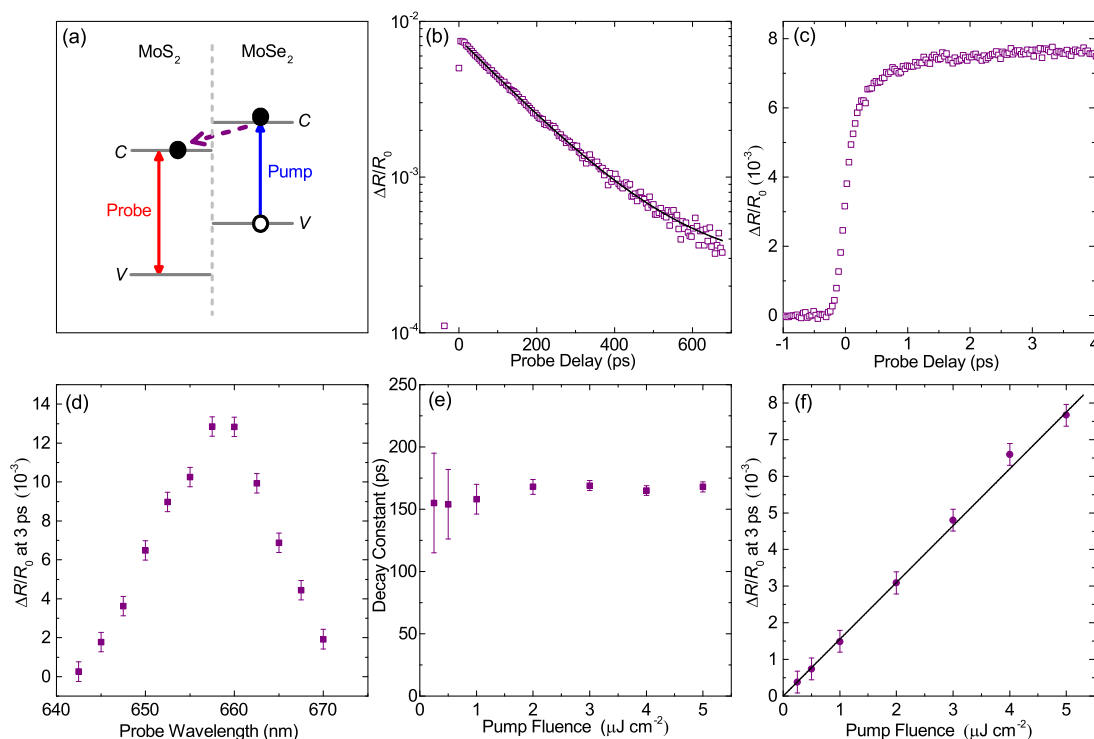 (a)
MoS2
MoSe2
C
C
Probe
Pump
V
V
(b)
10-2
10-3
10-4
ΔR/R0
0
200
400
600
Probe Delay (ps)
(c)
8
6
4
2
0
ΔR/R0 (10-3)
-1
0
1
2
3
4
Probe Delay (ps)
(d)
14
12
10
8
6
4
2
0
ΔR/R0 at 3 ps (10-3)
640
650
660
670
Probe Wavelength (nm)
(e)
250
200
150
100
50
0
Decay Constant (ps)
0
1
2
3
4
5
Pump Fluence (μJ cm-2)
(f)
8
7
6
5
4
3
2
1
0
ΔR/R0 at 3 ps (10-3)
0
1
2
3
4
5
Pump Fluence (μJ cm-2)